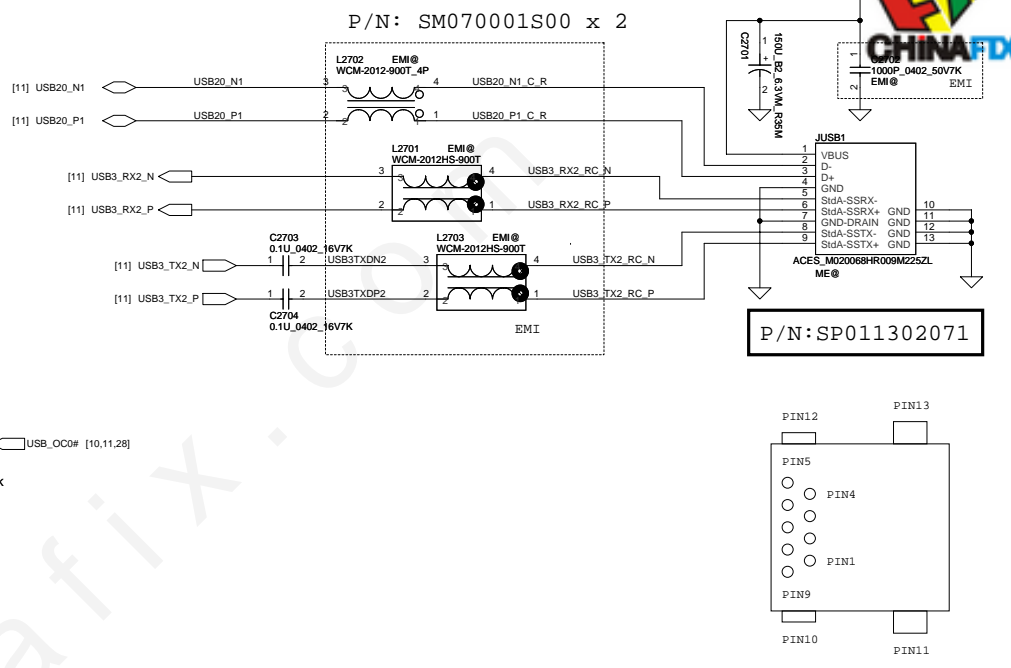 P/N: SM070001S00 x 2
L2702 EMI@
WCM-2012-900T_4P
[11] USB20_N1 USB20_N1 3 4 USB20_N1_C_R
[11] USB20_P1 USB20_P1 2 1 USB20_P1_C_R
L2701 EMI@
WCM-2012HS-900T
[11] USB3_RX2_N 3 4 USB3_RX2_RC_N
[11] USB3_RX2_P 2 1 USB3_RX2_RC_P
C2703
0.1U_0402_16V7K
L2703 EMI@
WCM-2012HS-900T
[11] USB3_TX2_N 1 2 USB3TXDN2 3 4 USB3_TX2_RC_N
[11] USB3_TX2_P 1 2 USB3TXDP2 2 1 USB3_TX2_RC_P
C2704
0.1U_0402_16V7K
EMI
C2701
1
+
2
150U_B2_6.3VM_R35M
CHINAFIX
1
C2702
1000P_0402_50V7K
EMI@
2
EMI
JUSB1
1 VBUS
2 D-
3 D+
4 GND
5 StdA-SSRX-
6 StdA-SSRX+ GND 10
7 GND-DRAIN GND 11
8 StdA-SSTX- GND 12
9 StdA-SSTX+ GND 13
ACES_M020068HR009M225ZL
ME@
P/N:SP011302071
USB_OC0# [10,11,28]
PIN12
PIN13
PIN5
PIN4
PIN1
PIN9
PIN10
PIN11
afix.com